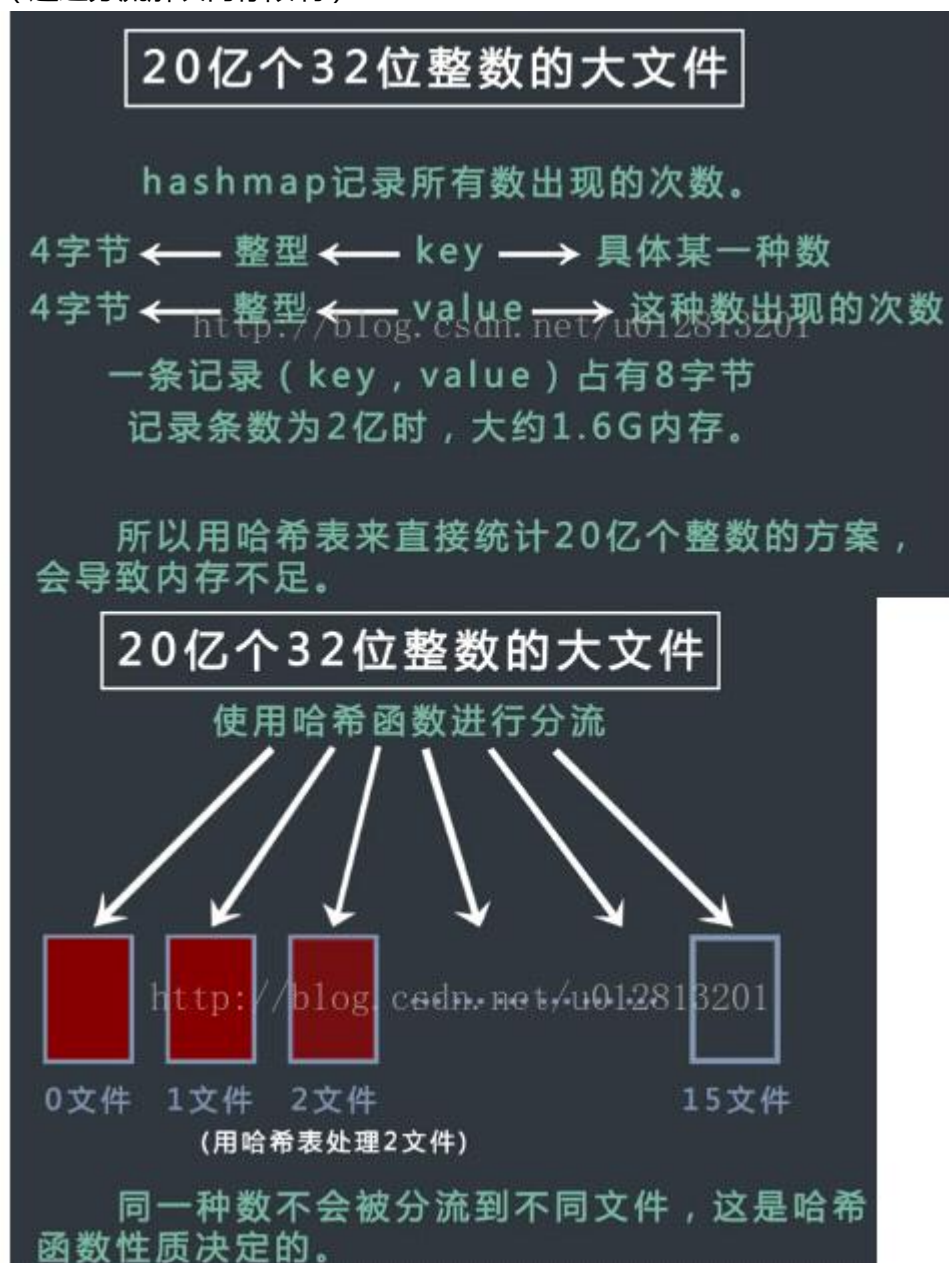 20亿个32位整数的大文件
hashmap记录所有数出现的次数。
4字节 ← 整型 ← key → 具体某一种数
4字节 ← 整型 ← value → 这种数出现的次数
http://blog.csdn.net/u012813201
一条记录（key，value）占有8字节
记录条数为2亿时，大约1.6G内存。
所以用哈希表来直接统计20亿个整数的方案，
会导致内存不足。
20亿个32位整数的大文件
使用哈希函数进行分流
http://blog.csdn.net/u012813201
0文件 1文件 2文件 15文件
(用哈希表处理2文件)
同一种数不会被分流到不同文件，这是哈希
函数性质决定的。